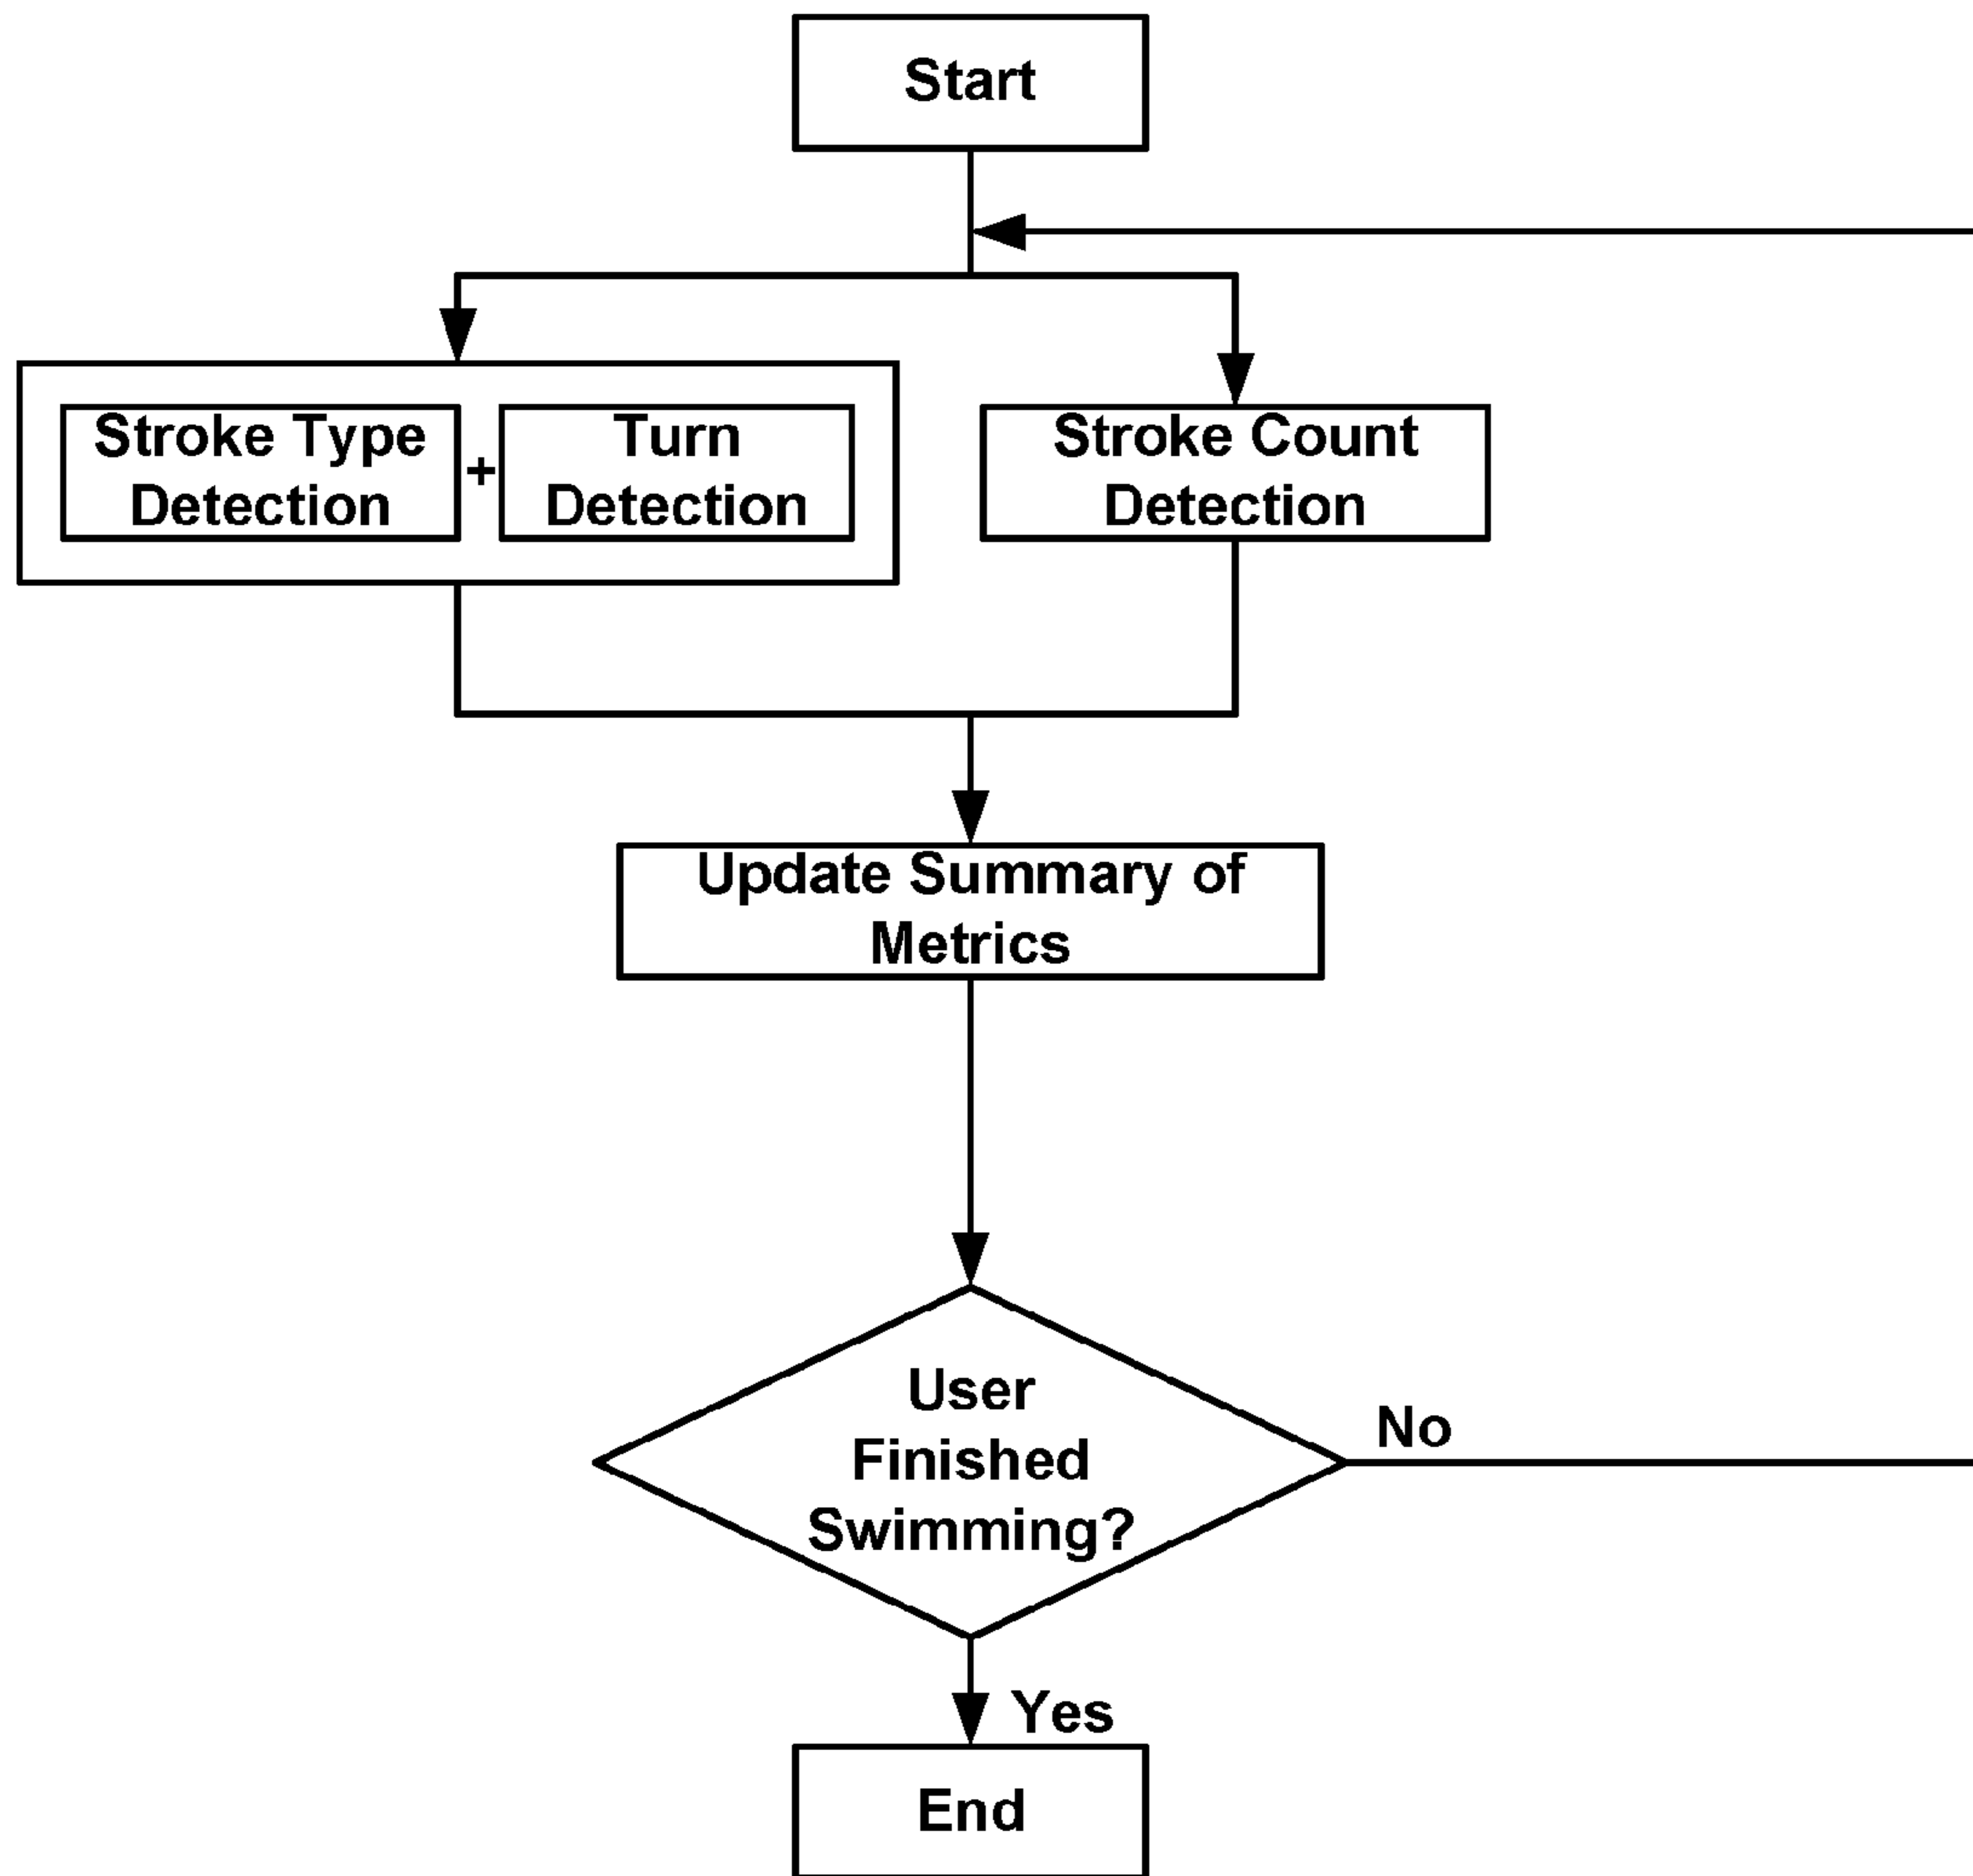 Start
Stroke Type
Detection
+
Turn
Detection
Stroke Count
Detection
Update Summary of
Metrics
User
Finished
Swimming?
No
Yes
End